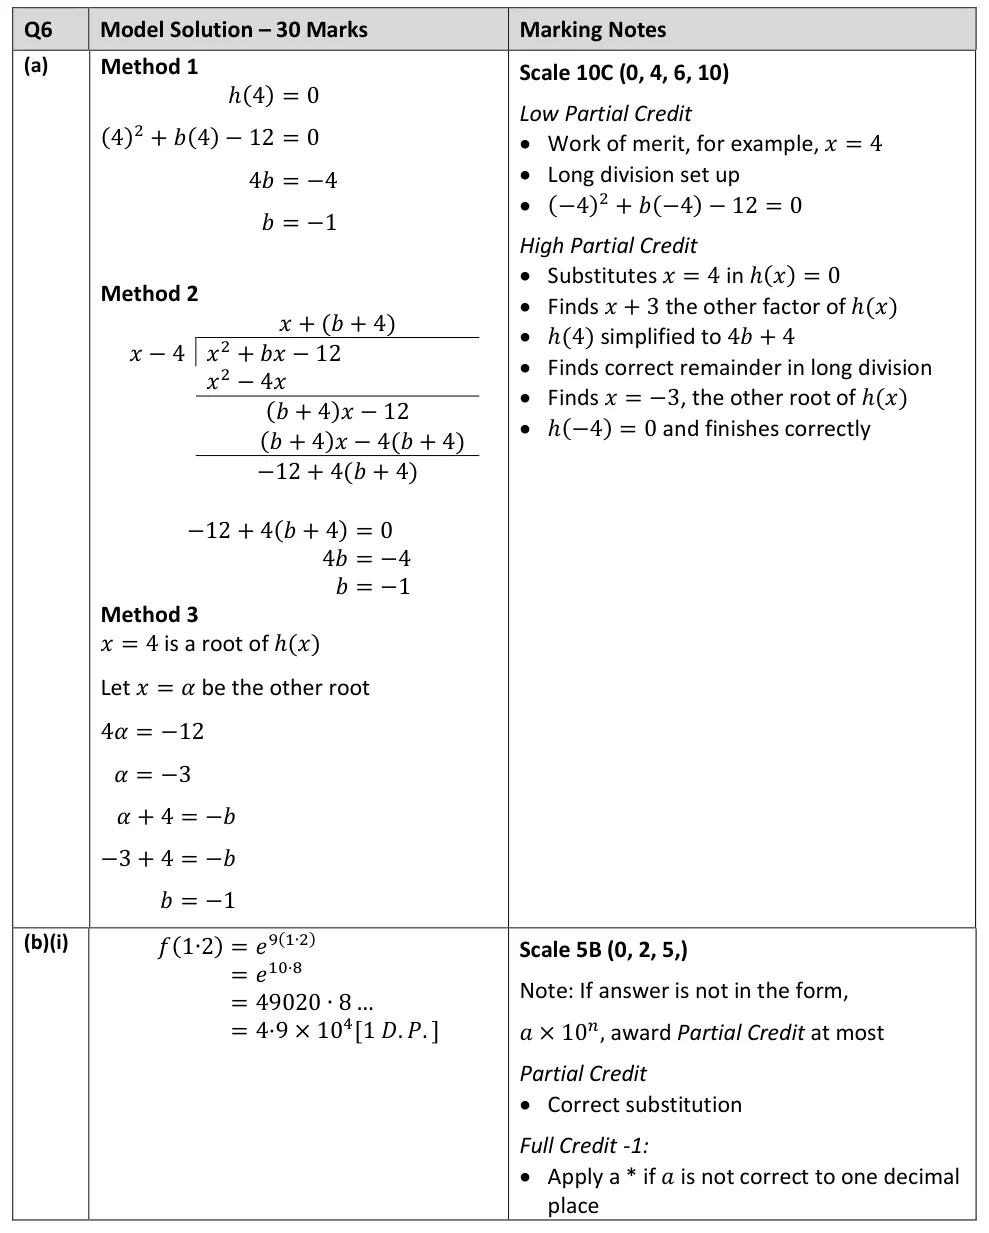 Q6 Model Solution – 30 Marks Marking Notes
(a)
Method 1
h(4) = 0
(4)² + b(4) − 12 = 0
4b = −4
b = −1
Method 2
x + (b + 4)
x − 4 x² + bx − 12
x² − 4x
(b + 4)x − 12
(b + 4)x − 4(b + 4)
−12 + 4(b + 4)
−12 + 4(b + 4) = 0
4b = −4
b = −1
Method 3
x = 4 is a root of h(x)
Let x = α be the other root
4α = −12
α = −3
α + 4 = −b
−3 + 4 = −b
b = −1
Scale 10C (0, 4, 6, 10)
Low Partial Credit
• Work of merit, for example, x = 4
• Long division set up
• (−4)² + b(−4) − 12 = 0
High Partial Credit
• Substitutes x = 4 in h(x) = 0
• Finds x + 3 the other factor of h(x)
• h(4) simplified to 4b + 4
• Finds correct remainder in long division
• Finds x = −3, the other root of h(x)
• h(−4) = 0 and finishes correctly
(b)(i)
f(1·2) = e⁹⁽¹·²⁾
= e¹⁰·⁸
= 49020 · 8 …
= 4·9 × 10⁴[1 D.P.]
Scale 5B (0, 2, 5,)
Note: If answer is not in the form,
a × 10ⁿ, award Partial Credit at most
Partial Credit
• Correct substitution
Full Credit -1:
• Apply a * if a is not correct to one decimal
place